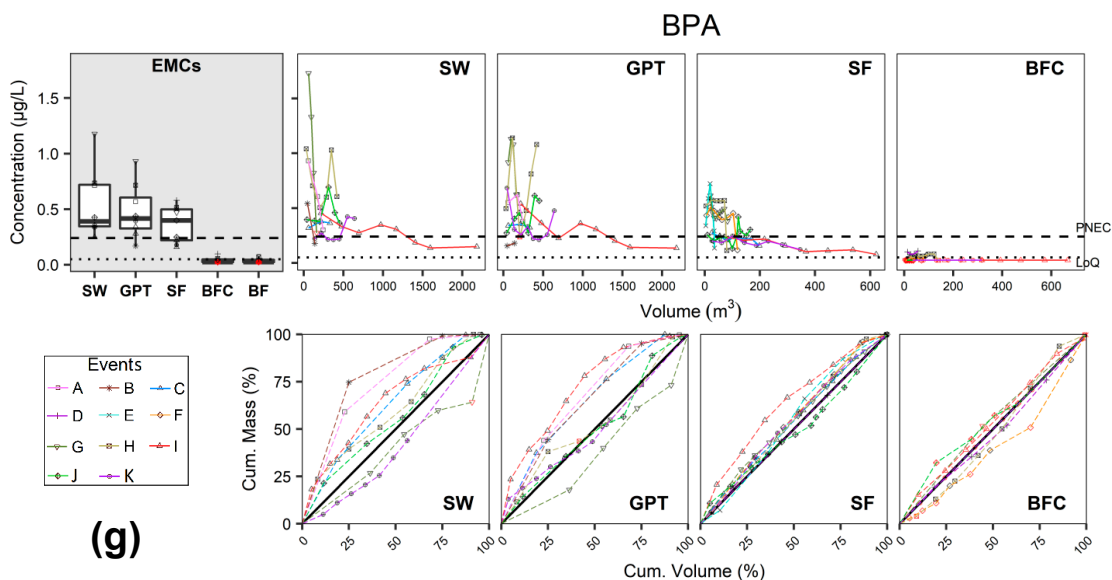 BPA
EMCs
SW
GPT
SF
BFC
Concentration (µg/L)
1.5
1.0
0.5
0.0
PNEC
LoQ
SW GPT SF BFC BF
0 500 1000 1500 2000
0 500 1000 1500 2000
0 200 400 600
0 200 400 600
Volume (m³)
Events
A B C
D E F
G H I
J K
(g)
Cum. Mass (%)
100
75
50
25
0
SW
GPT
SF
BFC
0 25 50 75 100
0 25 50 75 100
0 25 50 75 100
0 25 50 75 100
Cum. Volume (%)